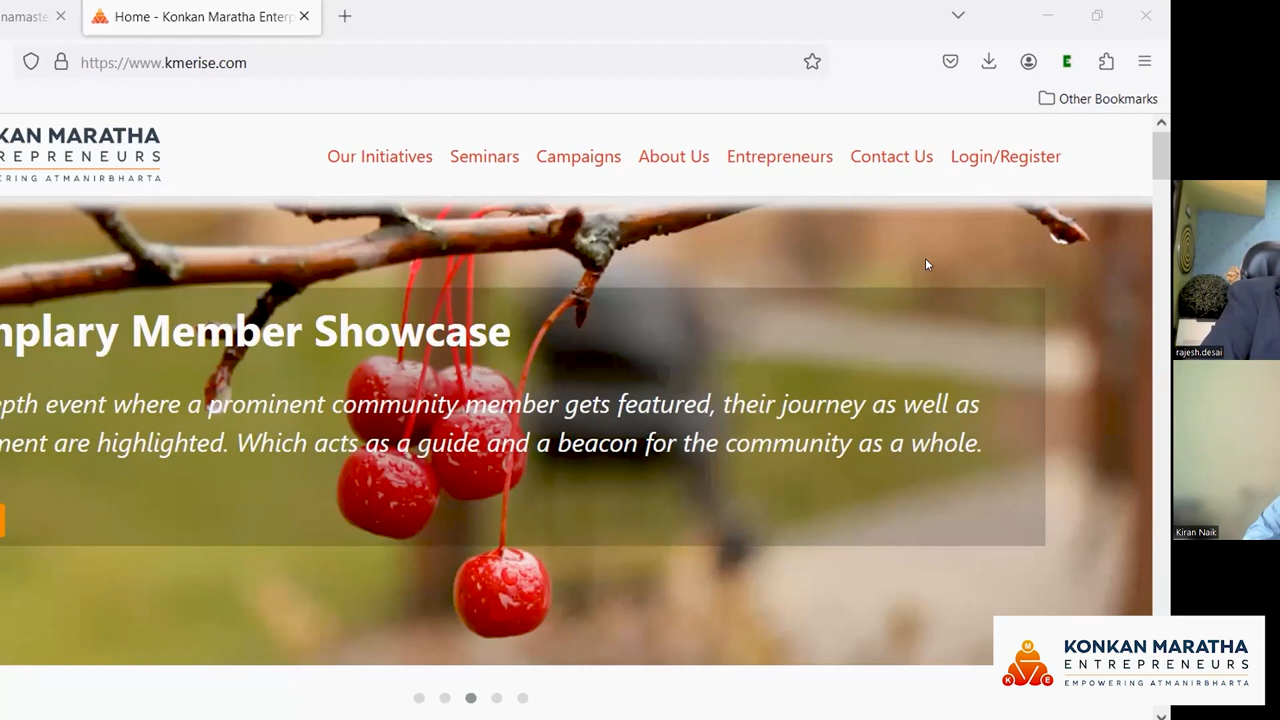 namaste
Home - Konkan Maratha Enterp
https://www.kmerise.com
Other Bookmarks
KAN MARATHA
REPRENEURS
ERING ATMANIRBHARTA
Our Initiatives Seminars Campaigns About Us Entrepreneurs Contact Us Login/Register
nplary Member Showcase
epth event where a prominent community member gets featured, their journey as well as
ment are highlighted. Which acts as a guide and a beacon for the community as a whole.
rajesh.desai
Kiran Naik
M
K E
KONKAN MARATHA
ENTREPRENEURS
EMPOWERING ATMANIRBHARTA